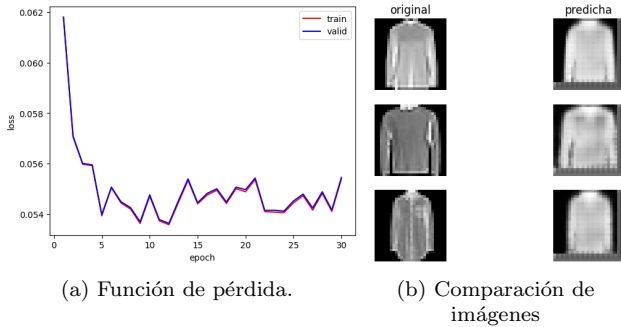 0.062
0.060
0.058
0.056
0.054
loss
0
5
10
15
20
25
30
epoch
train
valid
(a) Función de pérdida.
original
predicha
(b) Comparación de
imágenes